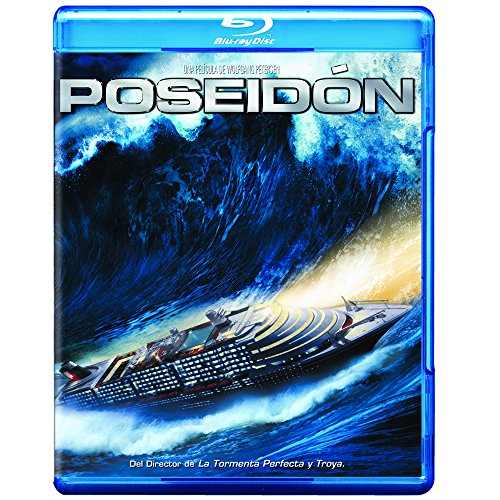 Blu-ray Disc
UNA PELÍCULA DE WOLFGANG PETERSEN
POSEIDÓN
Del Director de La Tormenta Perfecta y Troya.